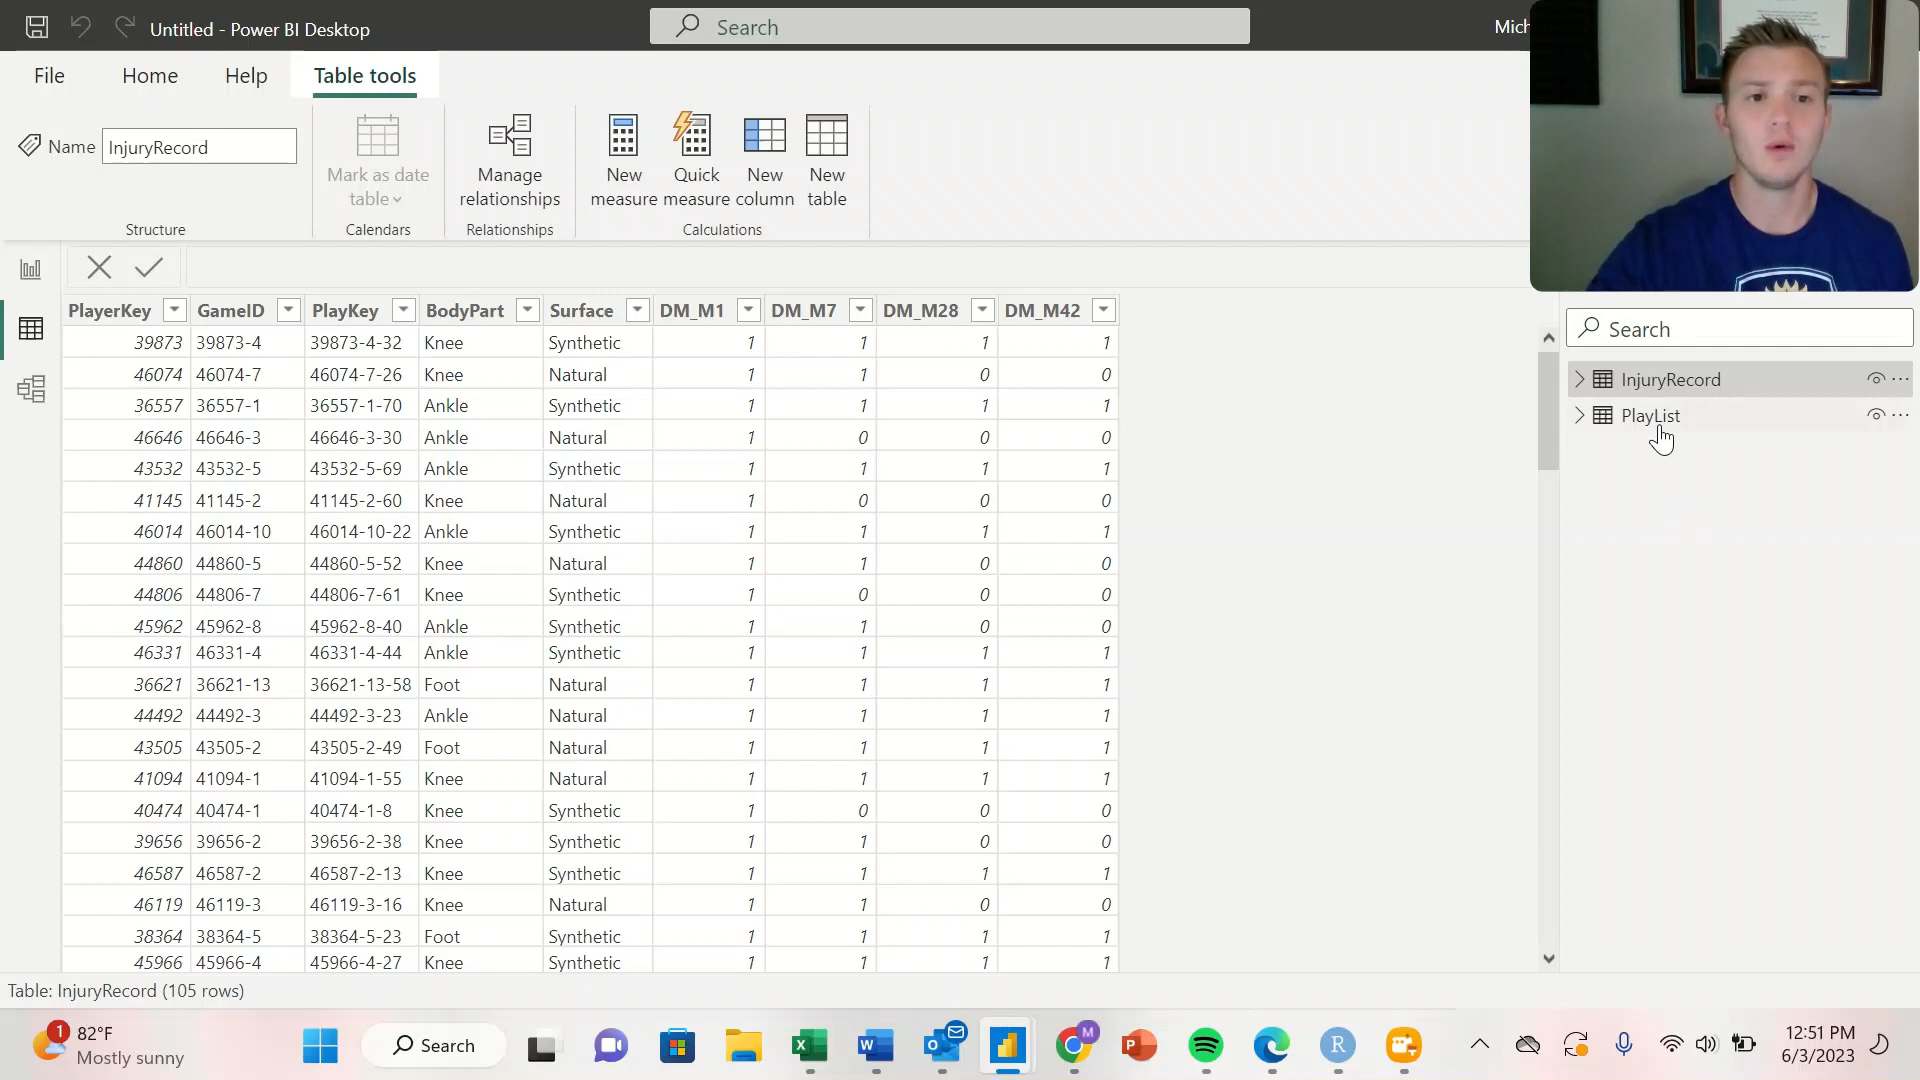 Untitled - Power BI Desktop
Search
Mich
File
Home
Help
Table tools
Name
InjuryRecord
Mark as date
table
Manage
relationships
New
measure
Quick
measure
New
column
New
table
Structure
Calendars
Relationships
Calculations
PlayerKey GameID PlayKey BodyPart Surface DM_M1 DM_M7 DM_M28 DM_M42
39873 39873-4 39873-4-32 Knee Synthetic 1 1 1 1
46074 46074-7 46074-7-26 Knee Natural 1 1 0 0
36557 36557-1 36557-1-70 Ankle Synthetic 1 1 1 1
46646 46646-3 46646-3-30 Ankle Natural 1 0 0 0
43532 43532-5 43532-5-69 Ankle Synthetic 1 1 1 1
41145 41145-2 41145-2-60 Knee Natural 1 0 0 0
46014 46014-10 46014-10-22 Ankle Synthetic 1 1 1 1
44860 44860-5 44860-5-52 Knee Natural 1 1 0 0
44806 44806-7 44806-7-61 Knee Synthetic 1 0 0 0
45962 45962-8 45962-8-40 Ankle Synthetic 1 1 0 0
46331 46331-4 46331-4-44 Ankle Synthetic 1 1 1 1
36621 36621-13 36621-13-58 Foot Natural 1 1 1 1
44492 44492-3 44492-3-23 Ankle Natural 1 1 1 1
43505 43505-2 43505-2-49 Foot Natural 1 1 1 1
41094 41094-1 41094-1-55 Knee Natural 1 1 1 1
40474 40474-1 40474-1-8 Knee Synthetic 1 0 0 0
39656 39656-2 39656-2-38 Knee Synthetic 1 1 0 0
46587 46587-2 46587-2-13 Knee Synthetic 1 1 1 1
46119 46119-3 46119-3-16 Knee Natural 1 1 0 0
38364 38364-5 38364-5-23 Foot Synthetic 1 1 1 1
45966 45966-4 45966-4-27 Knee Synthetic 1 1 1 1
Search
InjuryRecord
PlayList
Table: InjuryRecord (105 rows)
1
82°F
Mostly sunny
Search
M
12:51 PM
6/3/2023